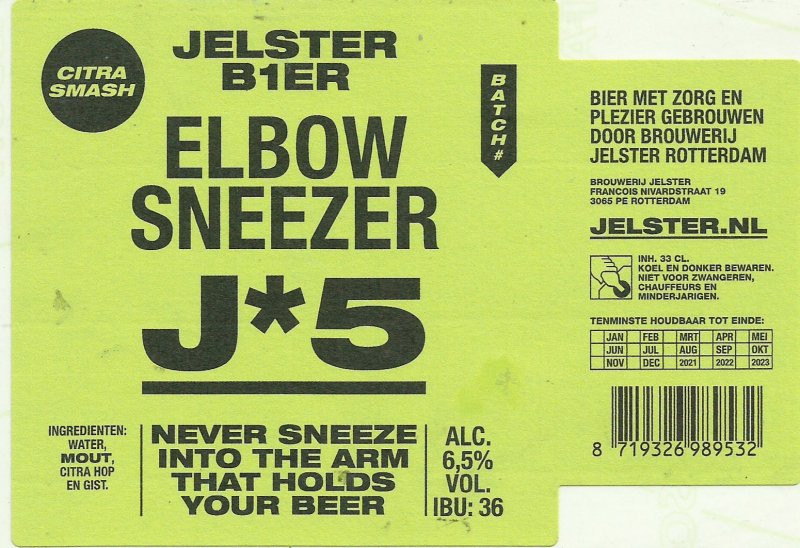 CITRA
SMASH
JELSTER
B1ER
BATCH#
ELBOW
SNEEZER
J*5
INGREDIENTEN:
WATER,
MOUT,
CITRA HOP
EN GIST.
NEVER SNEEZE
INTO THE ARM
THAT HOLDS
YOUR BEER
ALC.
6,5%
VOL.
IBU: 36
BIER MET ZORG EN
PLEZIER GEBROUWEN
DOOR BROUWERIJ
JELSTER ROTTERDAM
BROUWERIJ JELSTER
FRANCOIS NIVARDSTRAAT 19
3065 PE ROTTERDAM
JELSTER.NL
INH. 33 CL.
KOEL EN DONKER BEWAREN.
NIET VOOR ZWANGEREN,
CHAUFFEURS EN
MINDERJARIGEN.
TENMINSTE HOUDBAAR TOT EINDE:
JAN FEB MRT APR MEI
JUN JUL AUG SEP OKT
NOV DEC 2021 2022 2023
8 719326 989532